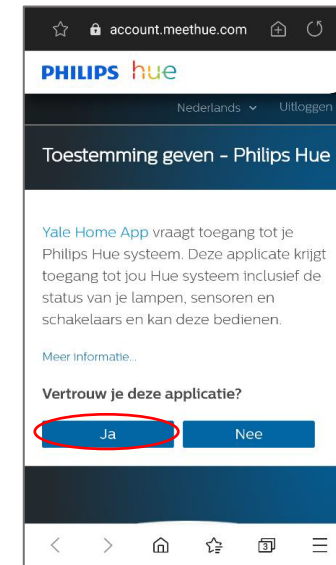 account.meethue.com
PHILIPS hue
Nederlands Uitloggen
Toestemming geven - Philips Hue
Yale Home App vraagt toegang tot je
Philips Hue systeem. Deze applicate krijgt
toegang tot jou Hue systeem inclusief de
status van je lampen, sensoren en
schakelaars en kan deze bedienen.
Meer informatie...
Vertrouw je deze applicatie?
Ja Nee
3